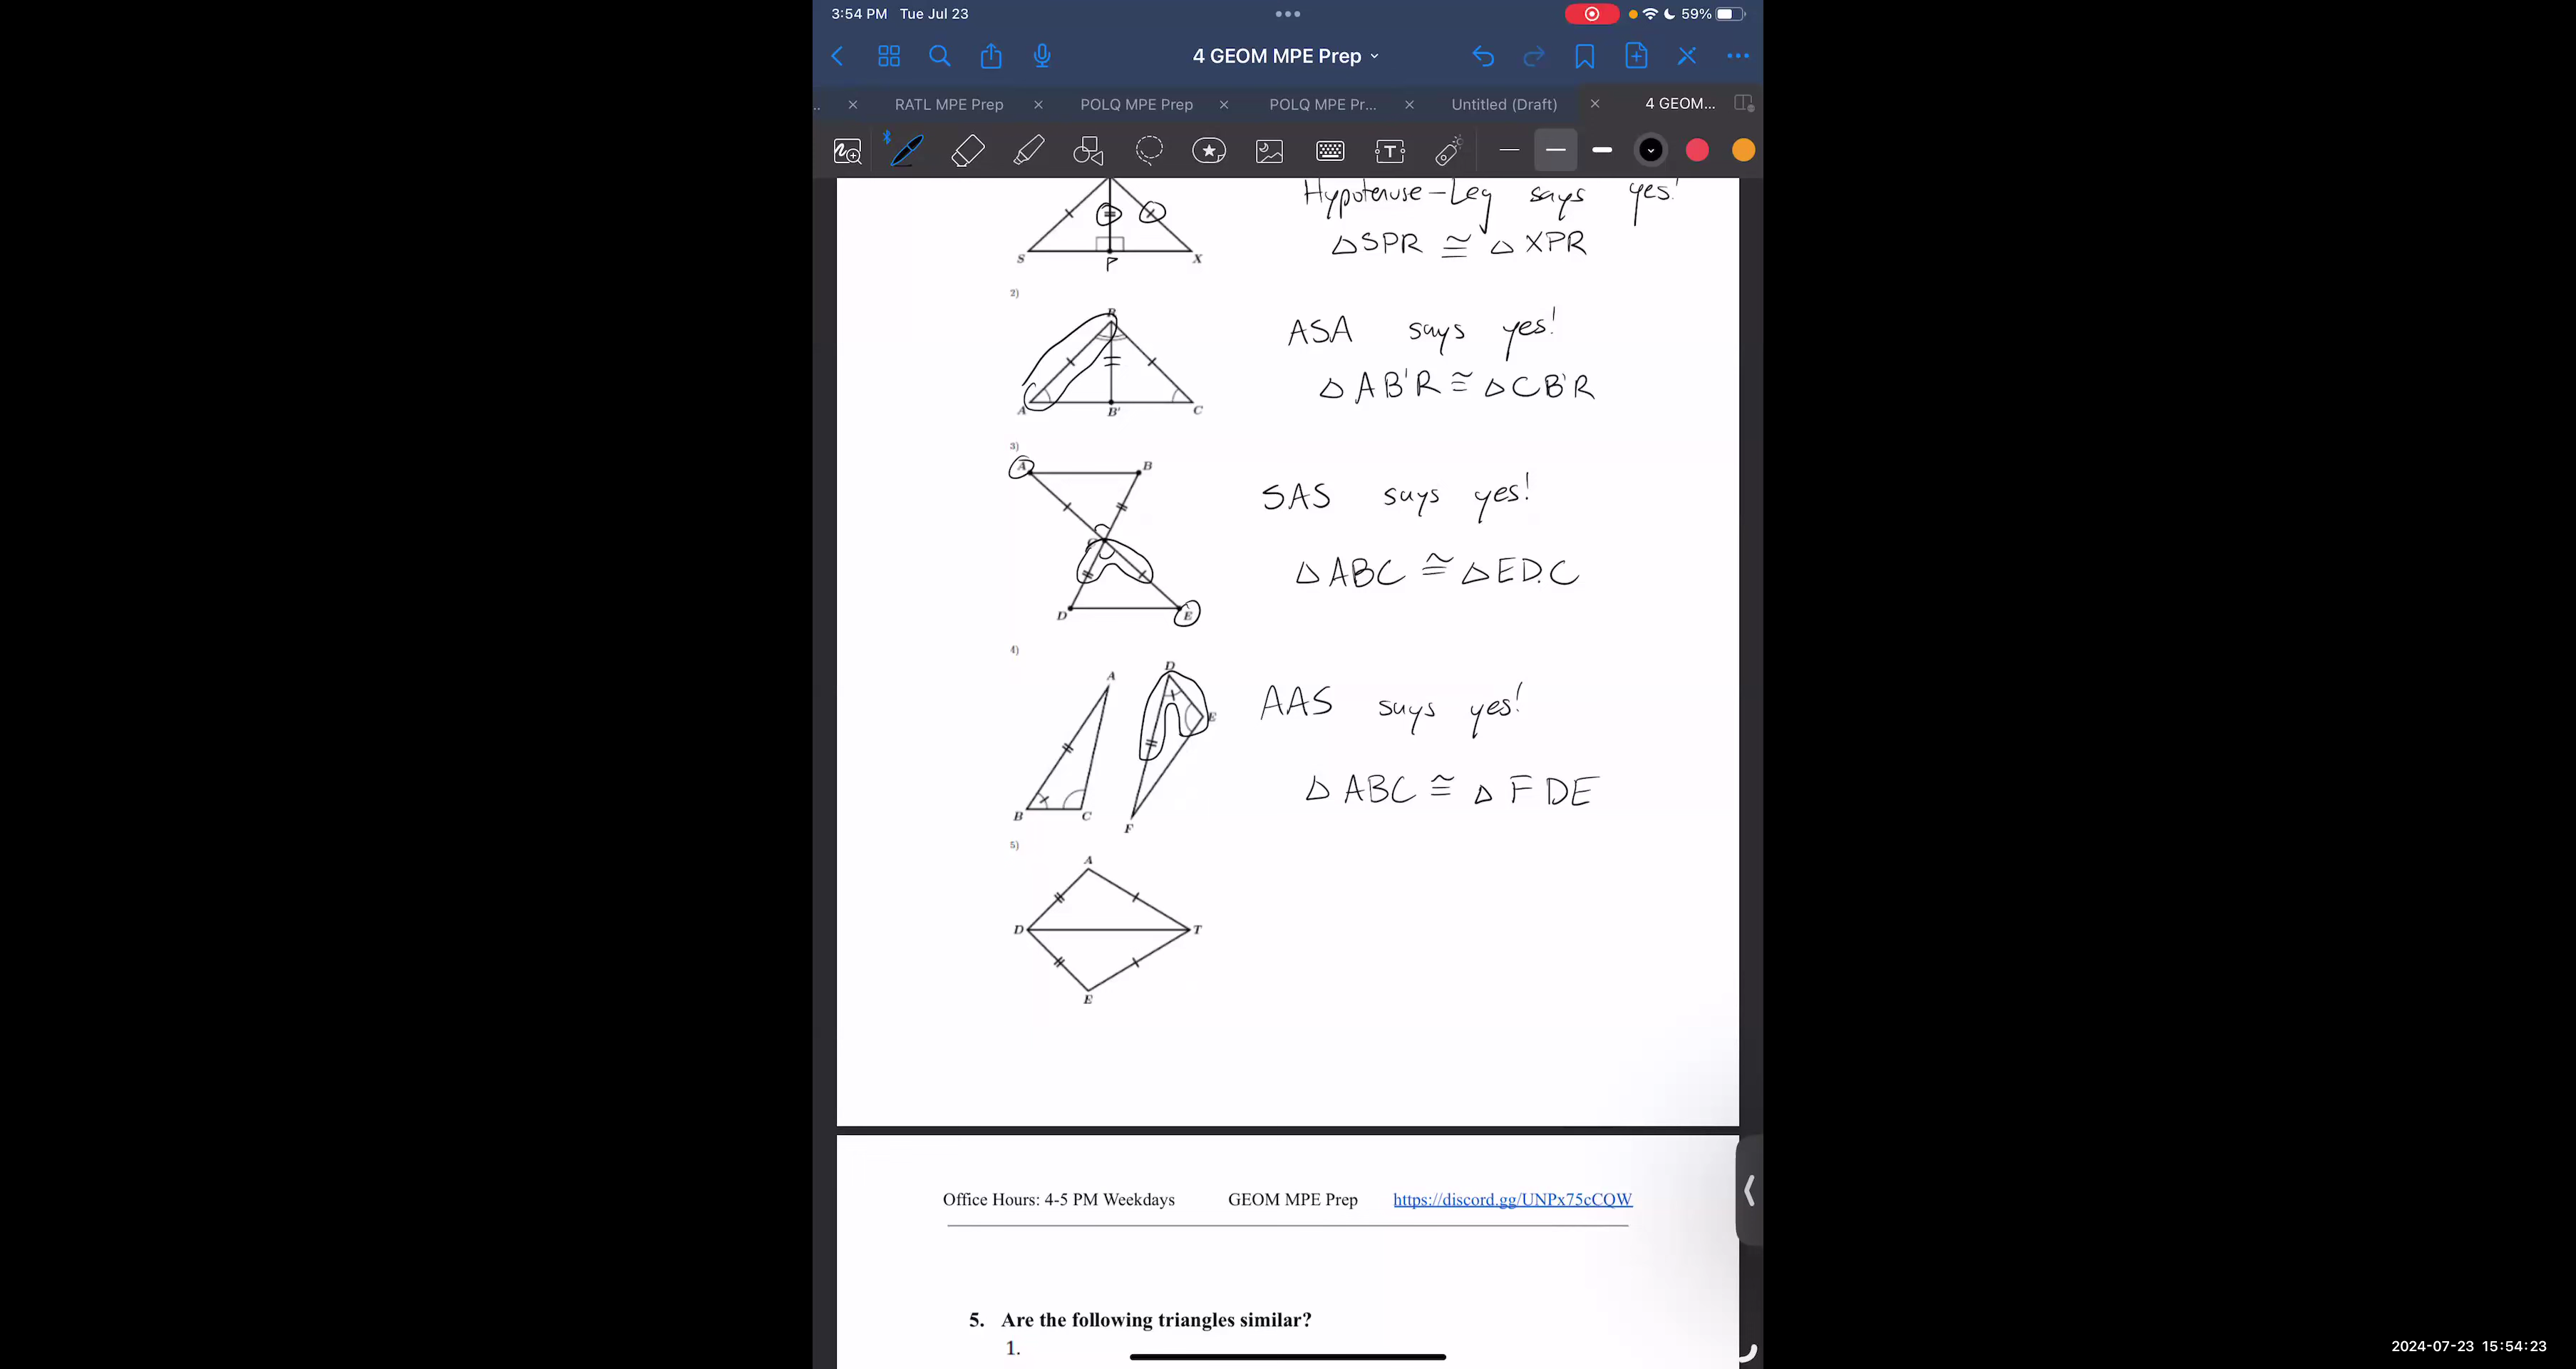 3:54 PM Tue Jul 23
59%
4 GEOM MPE Prep
RATL MPE Prep
POLQ MPE Prep
POLQ MPE Pr...
Untitled (Draft)
4 GEOM...
T
Hypotenuse-Leg says yes!
△SPR ≅ △XPR
S P X
2)
ASA says yes!
△AB'R ≅ △CB'R
A B' C
3)
A B
SAS says yes!
△ABC ≅ △EDC
D E
4)
A D E
AAS says yes!
△ABC ≅ △FDE
B C F
5)
A
D T
E
Office Hours: 4-5 PM Weekdays GEOM MPE Prep https://discord.gg/UNPx75cCQW
5. Are the following triangles similar?
1.
2024-07-23 15:54:23